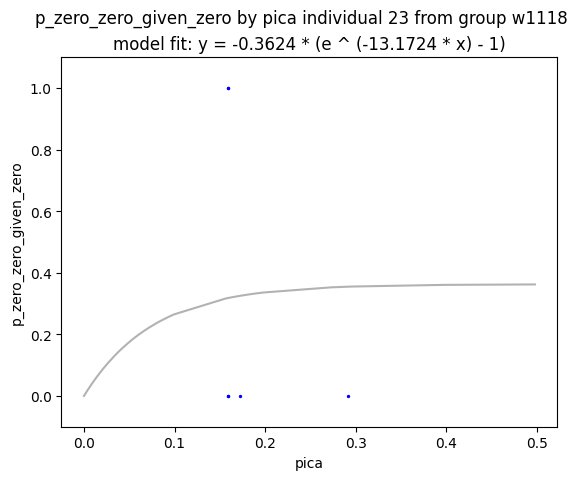 p_zero_zero_given_zero by pica individual 23 from group w1118
model fit: y = -0.3624 * (e ^ (-13.1724 * x) - 1)
p_zero_zero_given_zero
1.0
0.8
0.6
0.4
0.2
0.0
0.0 0.1 0.2 0.3 0.4 0.5
pica